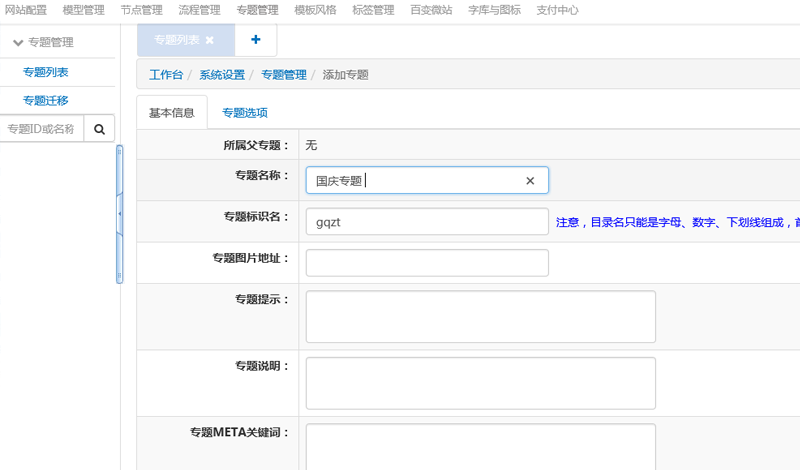 网站配置 模型管理 节点管理 流程管理 专题管理 模板风格 标签管理 百变微站 字库与图标 支付中心
专题管理
专题列表
专题迁移
专题ID或名称
专题列表 × +
工作台 / 系统设置 / 专题管理 / 添加专题
基本信息 专题选项
所属父专题： 无
专题名称： 国庆专题 ×
专题标识名： gqzt 注意，目录名只能是字母、数字、下划线组成，首
专题图片地址：
专题提示：
专题说明：
专题META关键词：